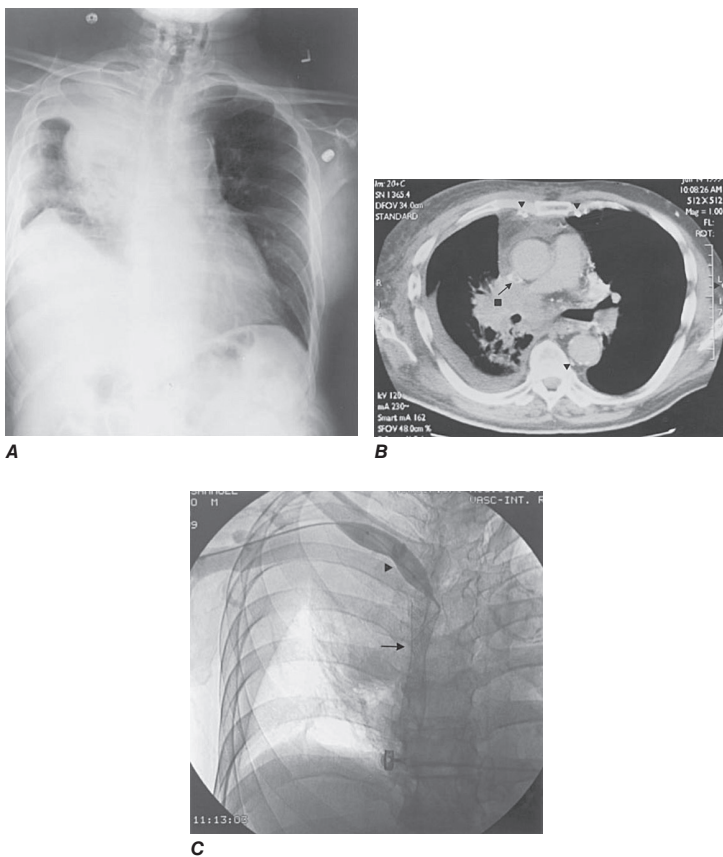 L
A
Im: 20+C
SN 1365.4
DFOV 34.0cm
STANDARD
10:08:26 AM
512 X 512
Mag = 1.00
FL:
ROT:
R
L
kV 120
mA 230
Smart mA 162
SFOV 48.0cm %
B
O M
VASC-INT. R
9
11:13:03
C